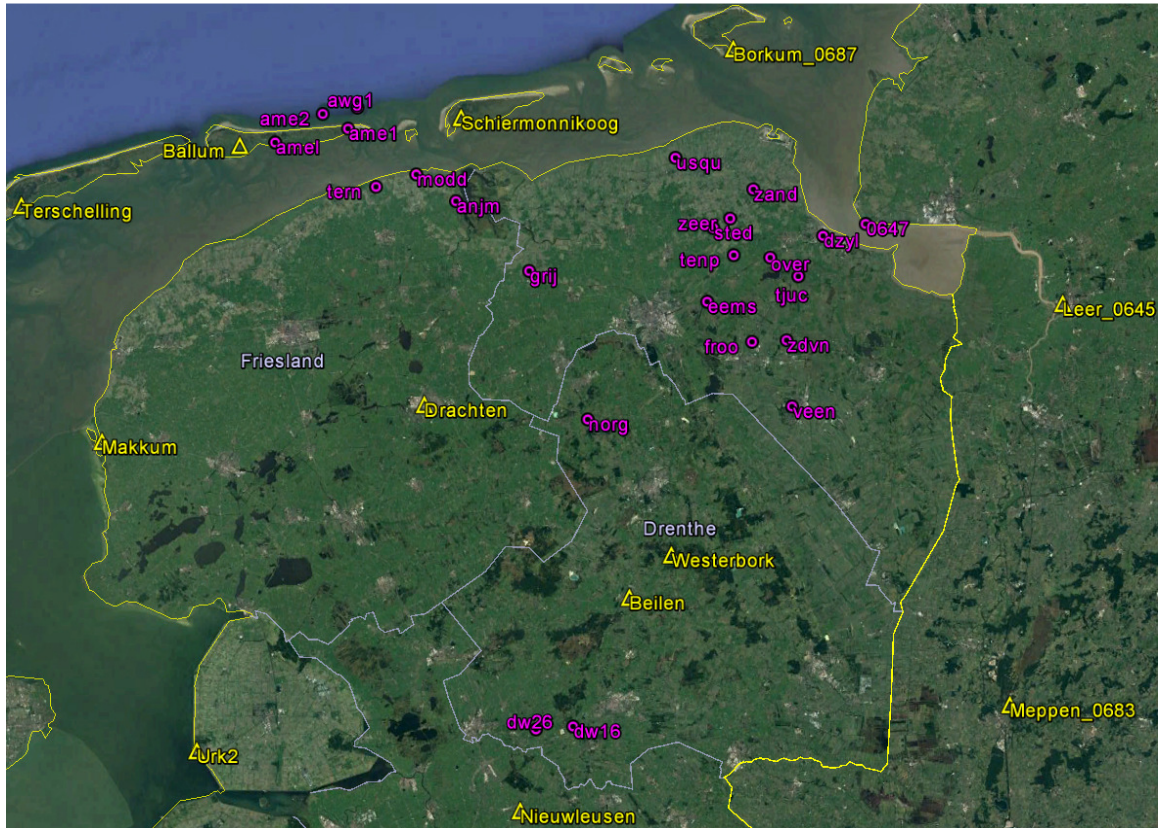 Borkum_0687
awg1
ame2
Schiermonnikoog
ame1
amel
Ballum
usqu
modd
tern
zand
anjm
Terschelling
zeer
0647
sted
dzyl
tenp
over
grij
tjuc
eems
Leer_0645
froo
zdvn
Friesland
Drachten
veen
norg
Makkum
Drenthe
Westerbork
Beilen
Meppen_0683
dw26
dw16
Urk2
Nieuwleusen